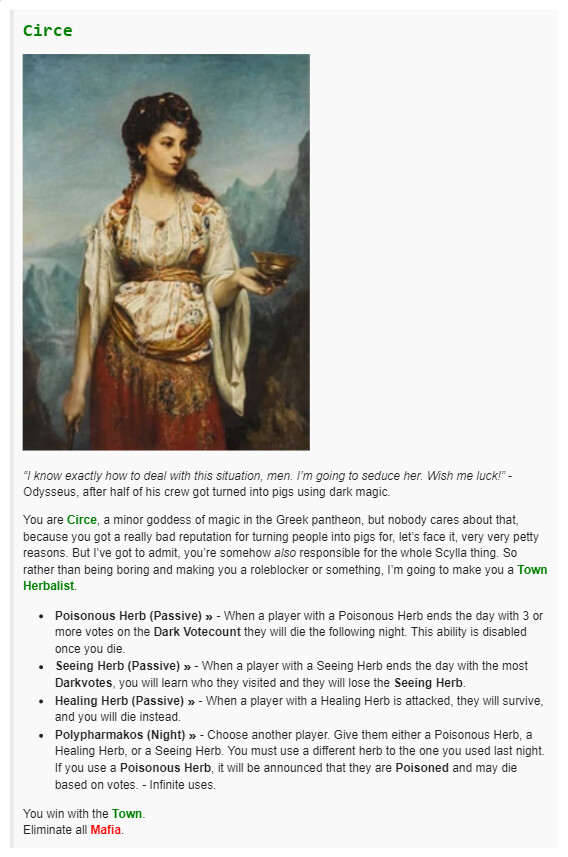 Circe
“I know exactly how to deal with this situation, men. I’m going to seduce her. Wish me luck!” -
Odysseus, after half of his crew got turned into pigs using dark magic.
You are Circe, a minor goddess of magic in the Greek pantheon, but nobody cares about that,
because you got a really bad reputation for turning people into pigs for, let’s face it, very very petty
reasons. But I’ve got to admit, you’re somehow also responsible for the whole Scylla thing. So
rather than being boring and making you a roleblocker or something, I’m going to make you a Town
Herbalist.
• Poisonous Herb (Passive) » - When a player with a Poisonous Herb ends the day with 3 or
more votes on the Dark Votecount they will die the following night. This ability is disabled
once you die.
• Seeing Herb (Passive) » - When a player with a Seeing Herb ends the day with the most
Darkvotes, you will learn who they visited and they will lose the Seeing Herb.
• Healing Herb (Passive) » - When a player with a Healing Herb is attacked, they will survive,
and you will die instead.
• Polypharmakos (Night) » - Choose another player. Give them either a Poisonous Herb, a
Healing Herb, or a Seeing Herb. You must use a different herb to the one you used last night.
If you use a Poisonous Herb, it will be announced that they are Poisoned and may die
based on votes. - Infinite uses.
You win with the Town.
Eliminate all Mafia.